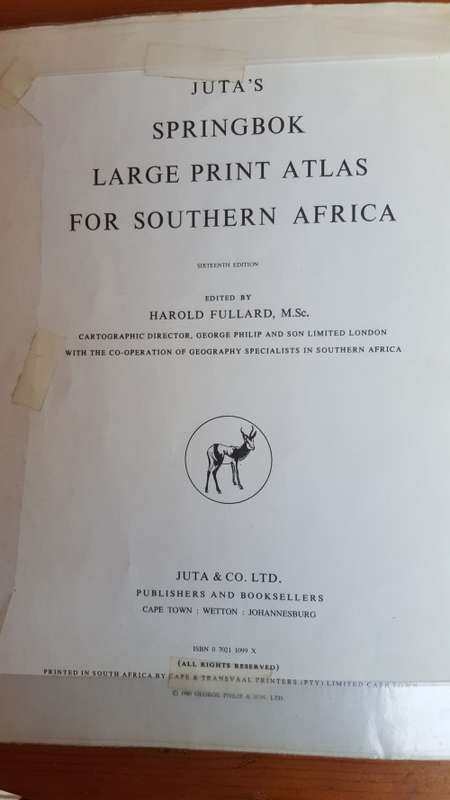 JUTA'S
SPRINGBOK
LARGE PRINT ATLAS
FOR SOUTHERN AFRICA
SIXTEENTH EDITION
EDITED BY
HAROLD FULLARD, M.Sc.
CARTOGRAPHIC DIRECTOR, GEORGE PHILIP AND SON LIMITED LONDON
WITH THE CO-OPERATION OF GEOGRAPHY SPECIALISTS IN SOUTHERN AFRICA
JUTA & CO. LTD.
PUBLISHERS AND BOOKSELLERS
CAPE TOWN : WETTON : JOHANNESBURG
ISBN 0 7021 1099 X
(ALL RIGHTS RESERVED)
PRINTED IN SOUTH AFRICA BY CAPE & TRANSVAAL PRINTERS (PTY) LIMITED CAPE TOWN
© 1980 GEORGE PHILIP & SON, LTD.